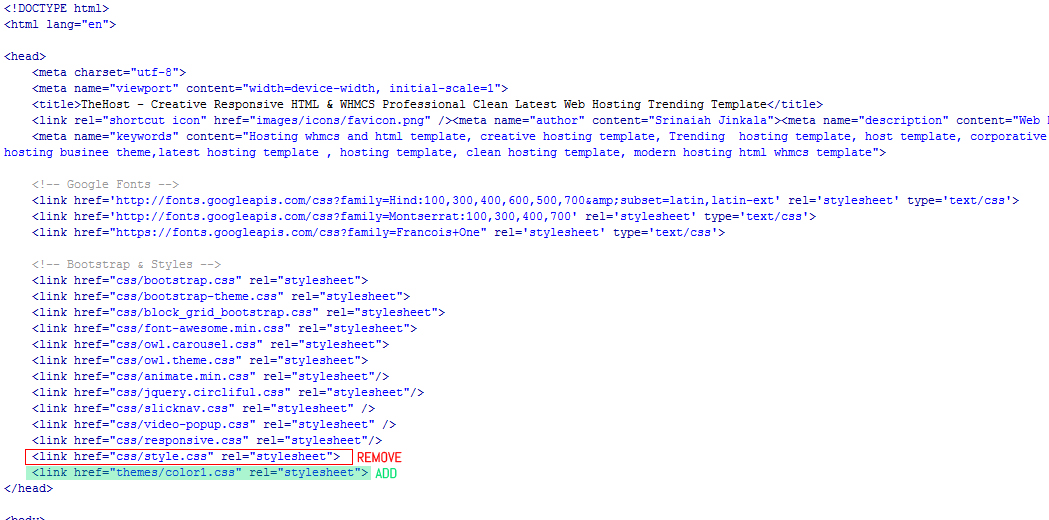 <!DOCTYPE html>
<html lang="en">
<head>
<meta charset="utf-8">
<meta name="viewport" content="width=device-width, initial-scale=1">
<title>TheHost - Creative Responsive HTML & WHMCS Professional Clean Latest Web Hosting Trending Template</title>
<link rel="shortcut icon" href="images/icons/favicon.png" /><meta name="author" content="Srinaiah Jinkala"><meta name="description" content="Web
<meta name="keywords" content="Hosting whmcs and html template, creative hosting template, Trending  hosting template, host template, corporative
hosting businee theme,latest hosting template , hosting template, clean hosting template, modern hosting html whmcs template">
<!-- Google Fonts -->
<link href='http://fonts.googleapis.com/css?family=Hind:100,300,400,600,500,700&amp;subset=latin,latin-ext' rel='stylesheet' type='text/css'>
<link href='http://fonts.googleapis.com/css?family=Montserrat:100,300,400,700' rel='stylesheet' type='text/css'>
<link href="https://fonts.googleapis.com/css?family=Francois+One" rel='stylesheet' type='text/css'>
<!-- Bootstrap & Styles -->
<link href="css/bootstrap.css" rel="stylesheet">
<link href="css/bootstrap-theme.css" rel="stylesheet">
<link href="css/block_grid_bootstrap.css" rel="stylesheet">
<link href="css/font-awesome.min.css" rel="stylesheet">
<link href="css/owl.carousel.css" rel="stylesheet">
<link href="css/owl.theme.css" rel="stylesheet">
<link href="css/animate.min.css" rel="stylesheet"/>
<link href="css/jquery.circliful.css" rel="stylesheet"/>
<link href="css/slicknav.css" rel="stylesheet" />
<link href="css/video-popup.css" rel="stylesheet" />
<link href="css/responsive.css" rel="stylesheet"/>
<link href="css/style.css" rel="stylesheet"> REMOVE
<link href="themes/color1.css" rel="stylesheet"> ADD
</head>
<body>